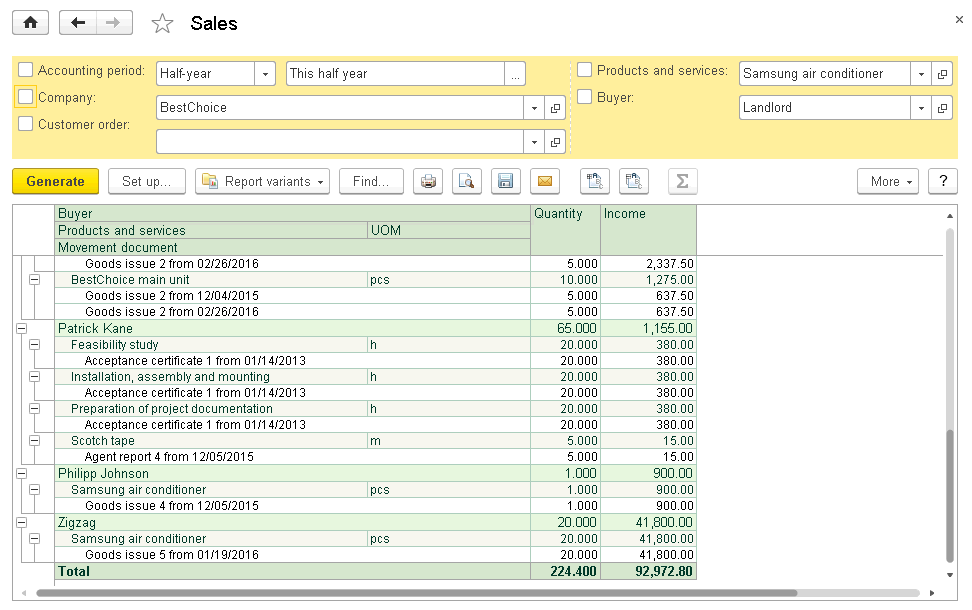 Sales
Accounting period: Half-year This half year ... Products and services: Samsung air conditioner
Company: BestChoice Buyer: Landlord
Customer order:
Generate Set up... Report variants Find... Σ More ?
Buyer Quantity Income
Products and services UOM
Movement document
Goods issue 2 from 02/26/2016 5.000 2,337.50
BestChoice main unit pcs 10.000 1,275.00
Goods issue 2 from 12/04/2015 5.000 637.50
Goods issue 2 from 02/26/2016 5.000 637.50
Patrick Kane 65.000 1,155.00
Feasibility study h 20.000 380.00
Acceptance certificate 1 from 01/14/2013 20.000 380.00
Installation, assembly and mounting h 20.000 380.00
Acceptance certificate 1 from 01/14/2013 20.000 380.00
Preparation of project documentation h 20.000 380.00
Acceptance certificate 1 from 01/14/2013 20.000 380.00
Scotch tape m 5.000 15.00
Agent report 4 from 12/05/2015 5.000 15.00
Philipp Johnson 1.000 900.00
Samsung air conditioner pcs 1.000 900.00
Goods issue 4 from 12/05/2015 1.000 900.00
Zigzag 20.000 41,800.00
Samsung air conditioner pcs 20.000 41,800.00
Goods issue 5 from 01/19/2016 20.000 41,800.00
Total 224.400 92,972.80